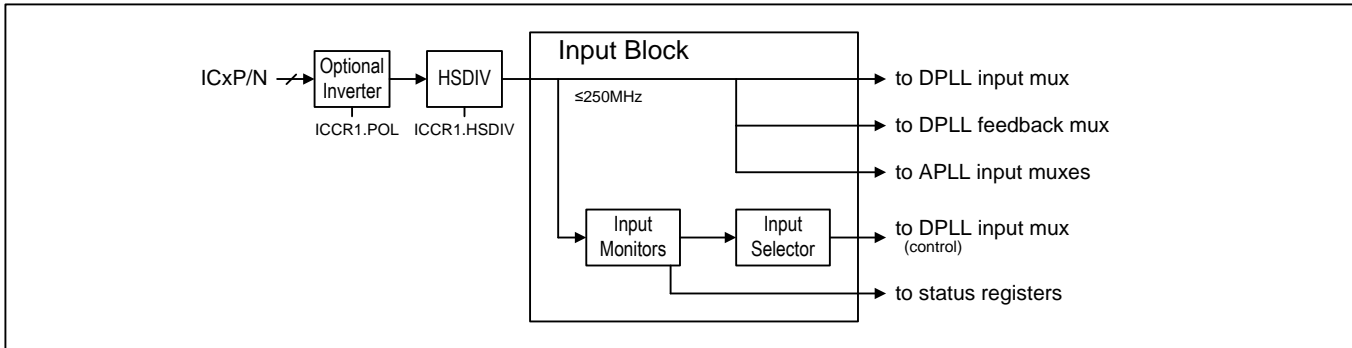 Input Block
ICxP/N
Optional
Inverter
HSDIV
to DPLL input mux
≤250MHz
ICCR1.POL
ICCR1.HSDIV
to DPLL feedback mux
to APLL input muxes
Input
Monitors
Input
Selector
to DPLL input mux
(control)
to status registers